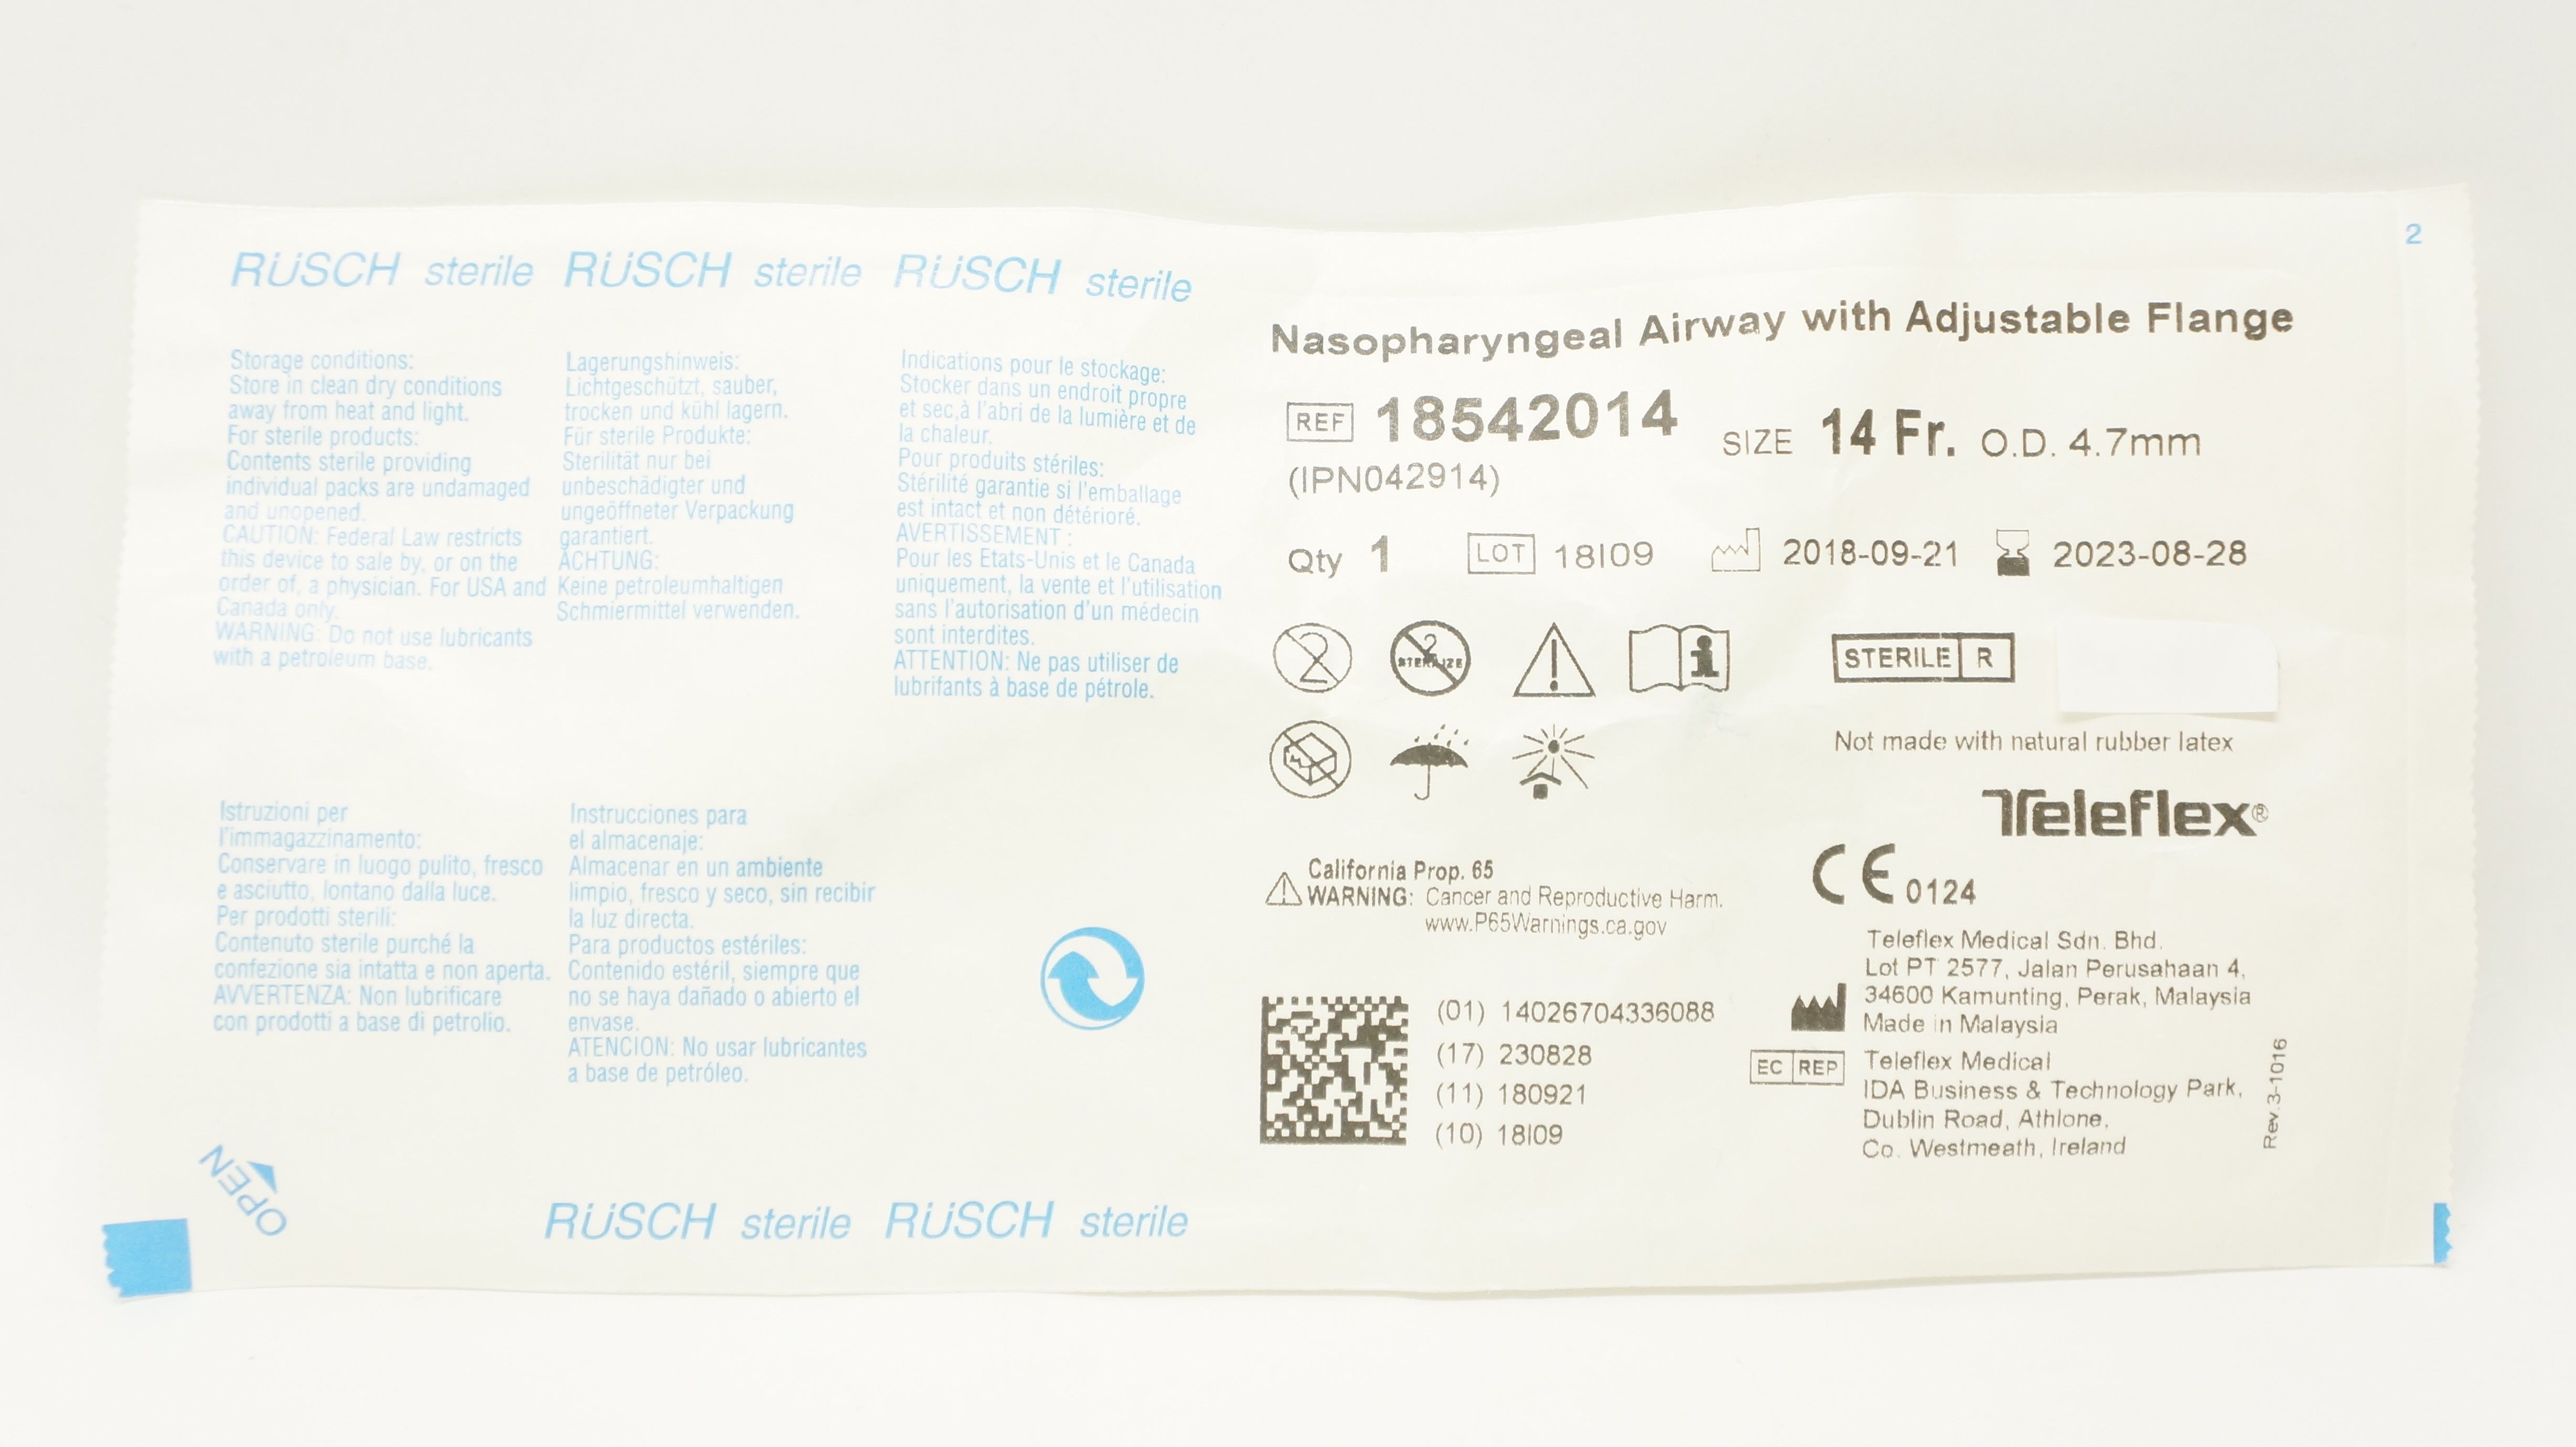 RÜSCH sterile RÜSCH sterile RÜSCH sterile
2
Storage conditions:
Store in clean dry conditions
away from heat and light.
For sterile products:
Contents sterile providing
individual packs are undamaged
and unopened.
CAUTION: Federal Law restricts
this device to sale by, or on the
order of, a physician. For USA and
Canada only.
WARNING: Do not use lubricants
with a petroleum base.
Lagerungshinweis:
Lichtgeschützt, sauber,
trocken und kühl lagern.
Für sterile Produkte:
Sterilität nur bei
unbeschädigter und
ungeöffneter Verpackung
garantiert.
ACHTUNG:
Keine petroleumhaltigen
Schmiermittel verwenden.
Indications pour le stockage:
Stocker dans un endroit propre
et sec,à l'abri de la lumière et de
la chaleur.
Pour produits stériles:
Stérilité garantie si l'emballage
est intact et non détérioré.
AVERTISSEMENT :
Pour les Etats-Unis et le Canada
uniquement, la vente et l'utilisation
sans l'autorisation d'un médecin
sont interdites.
ATTENTION: Ne pas utiliser de
lubrifants à base de pétrole.
Istruzioni per
l'immagazzinamento:
Conservare in luogo pulito, fresco
e asciutto, lontano dalla luce.
Per prodotti sterili:
Contenuto sterile purché la
confezione sia intatta e non aperta.
AVVERTENZA: Non lubrificare
con prodotti a base di petrolio.
Instrucciones para
el almacenaje:
Almacenar en un ambiente
limpio, fresco y seco, sin recibir
la luz directa.
Para productos estériles:
Contenido estéril, siempre que
no se haya dañado o abierto el
envase.
ATENCION: No usar lubricantes
a base de petróleo.
OPEN
RÜSCH sterile RÜSCH sterile
Nasopharyngeal Airway with Adjustable Flange
REF 18542014 SIZE 14 Fr. O.D. 4.7mm
(IPN042914)
Qty 1 LOT 18I09 2018-09-21 2023-08-28
2 2 STERILIZE STERILE R
Not made with natural rubber latex
Teleflex®
California Prop. 65
WARNING: Cancer and Reproductive Harm.
www.P65Warnings.ca.gov
CE 0124
(01) 14026704336088
(17) 230828
(11) 180921
(10) 18I09
Teleflex Medical Sdn. Bhd.
Lot PT 2577, Jalan Perusahaan 4,
34600 Kamunting, Perak, Malaysia
Made in Malaysia
EC REP Teleflex Medical
IDA Business & Technology Park,
Dublin Road, Athlone,
Co. Westmeath, Ireland
Rev.3-1016